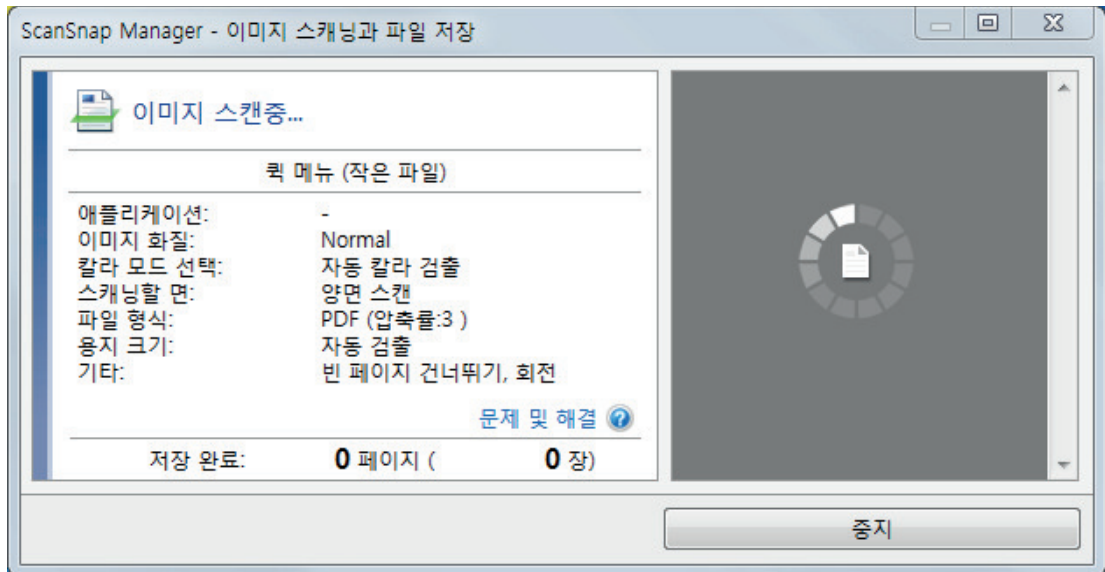 ScanSnap Manager - 이미지 스캐닝과 파일 저장
이미지 스캔중...
퀵 메뉴 (작은 파일)
애플리케이션: -
이미지 화질: Normal
칼라 모드 선택: 자동 칼라 검출
스캐닝할 면: 양면 스캔
파일 형식: PDF (압축률:3 )
용지 크기: 자동 검출
기타: 빈 페이지 건너뛰기, 회전
문제 및 해결 ?
저장 완료: 0 페이지 ( 0 장)
중지